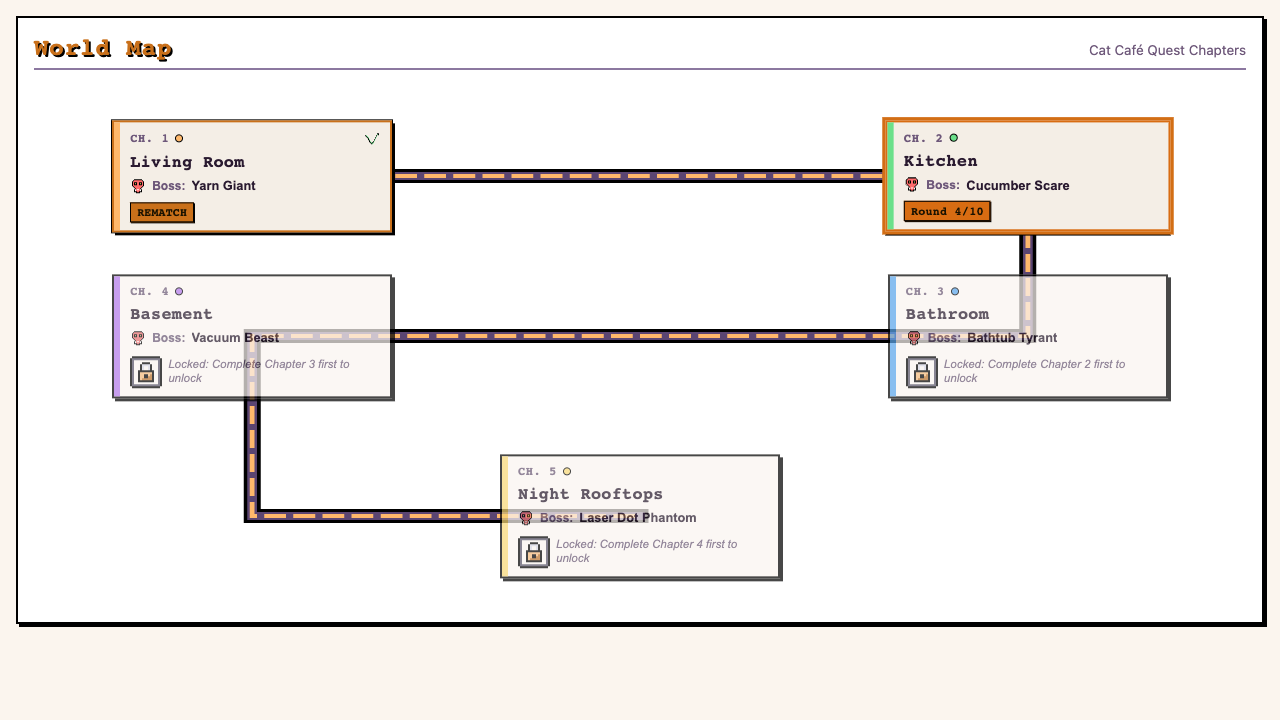 World Map
Cat Café Quest Chapters
CH. 1
Living Room
Boss: Yarn Giant
REMATCH
CH. 2
Kitchen
Boss: Cucumber Scare
Round 4/10
CH. 4
Basement
Boss: Vacuum Beast
Locked: Complete Chapter 3 first to
unlock
CH. 3
Bathroom
Boss: Bathtub Tyrant
Locked: Complete Chapter 2 first to
unlock
CH. 5
Night Rooftops
Boss: Laser Dot Phantom
Locked: Complete Chapter 4 first to
unlock